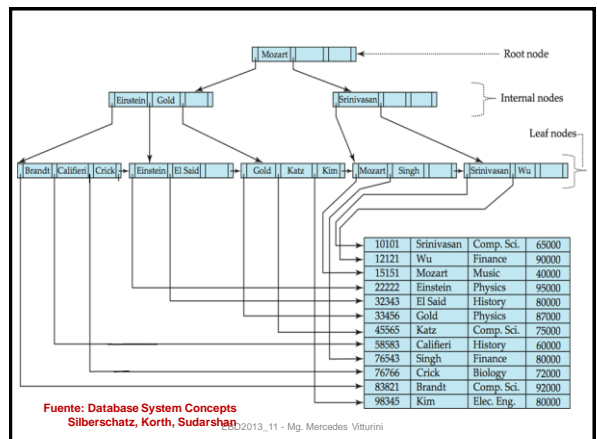 Mozart
Root node
Einstein Gold
Srinivasan
Internal nodes
Leaf nodes
Brandt Califieri Crick Einstein El Said Gold Katz Kim Mozart Singh Srinivasan Wu
10101 Srinivasan Comp. Sci. 65000
12121 Wu Finance 90000
15151 Mozart Music 40000
22222 Einstein Physics 95000
32343 El Said History 80000
33456 Gold Physics 87000
45565 Katz Comp. Sci. 75000
58583 Califieri History 60000
76543 Singh Finance 80000
76766 Crick Biology 72000
83821 Brandt Comp. Sci. 92000
98345 Kim Elec. Eng. 80000
Fuente: Database System Concepts
Silberschatz, Korth, Sudarshan
EBD2013_11 - Mg. Mercedes Vitturini